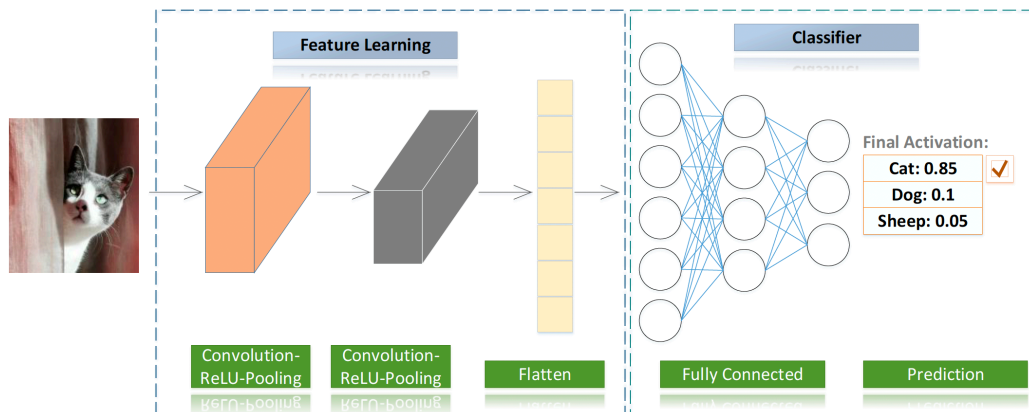 Feature Learning
Classifier
Final Activation:
Cat: 0.85
Dog: 0.1
Sheep: 0.05
Convolution-
ReLU-Pooling
Convolution-
ReLU-Pooling
Flatten
Fully Connected
Prediction